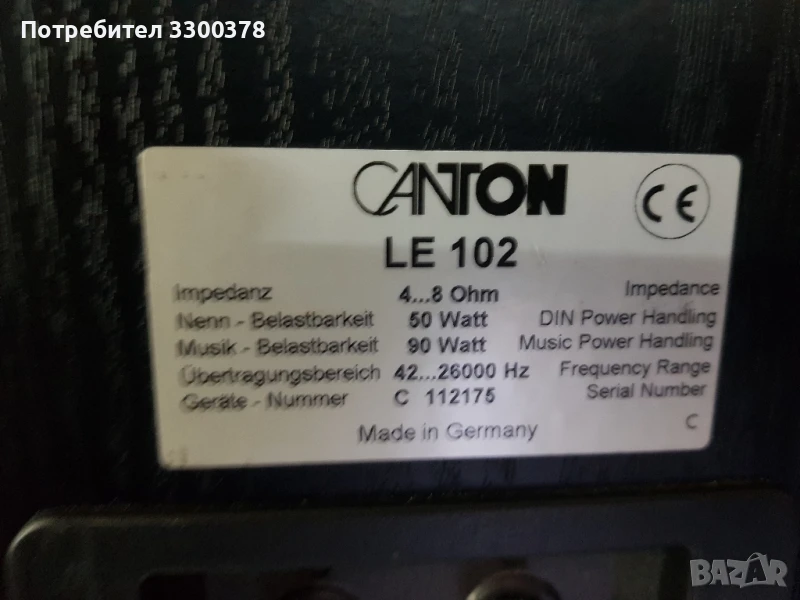 Потребител 3300378
CANTON
CE
LE 102
Impedanz 4...8 Ohm Impedance
Nenn - Belastbarkeit 50 Watt DIN Power Handling
Musik - Belastbarkeit 90 Watt Music Power Handling
Übertragungsbereich 42...26000 Hz Frequency Range
Geräte - Nummer C 112175 Serial Number
Made in Germany C
BAZAR